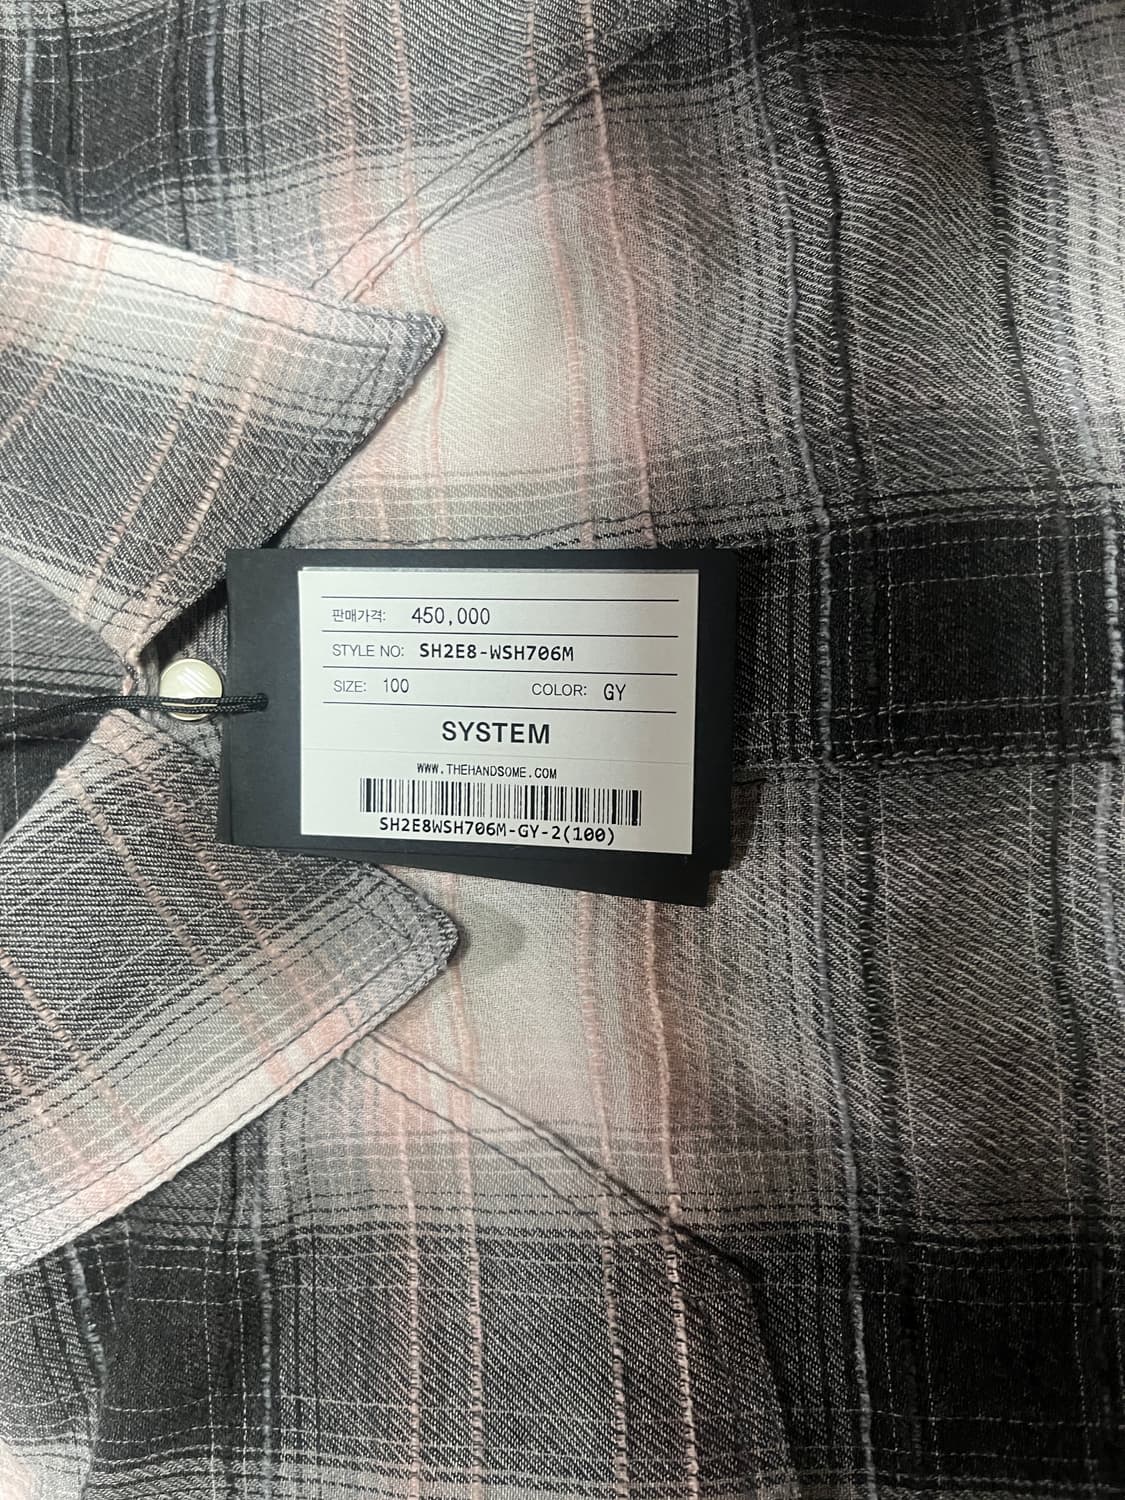 판매가격: 450,000
STYLE NO: SH2E8-WSH706M
SIZE: 100 COLOR: GY
SYSTEM
WWW.THEHANDSOME.COM
SH2E8WSH706M-GY-2(100)